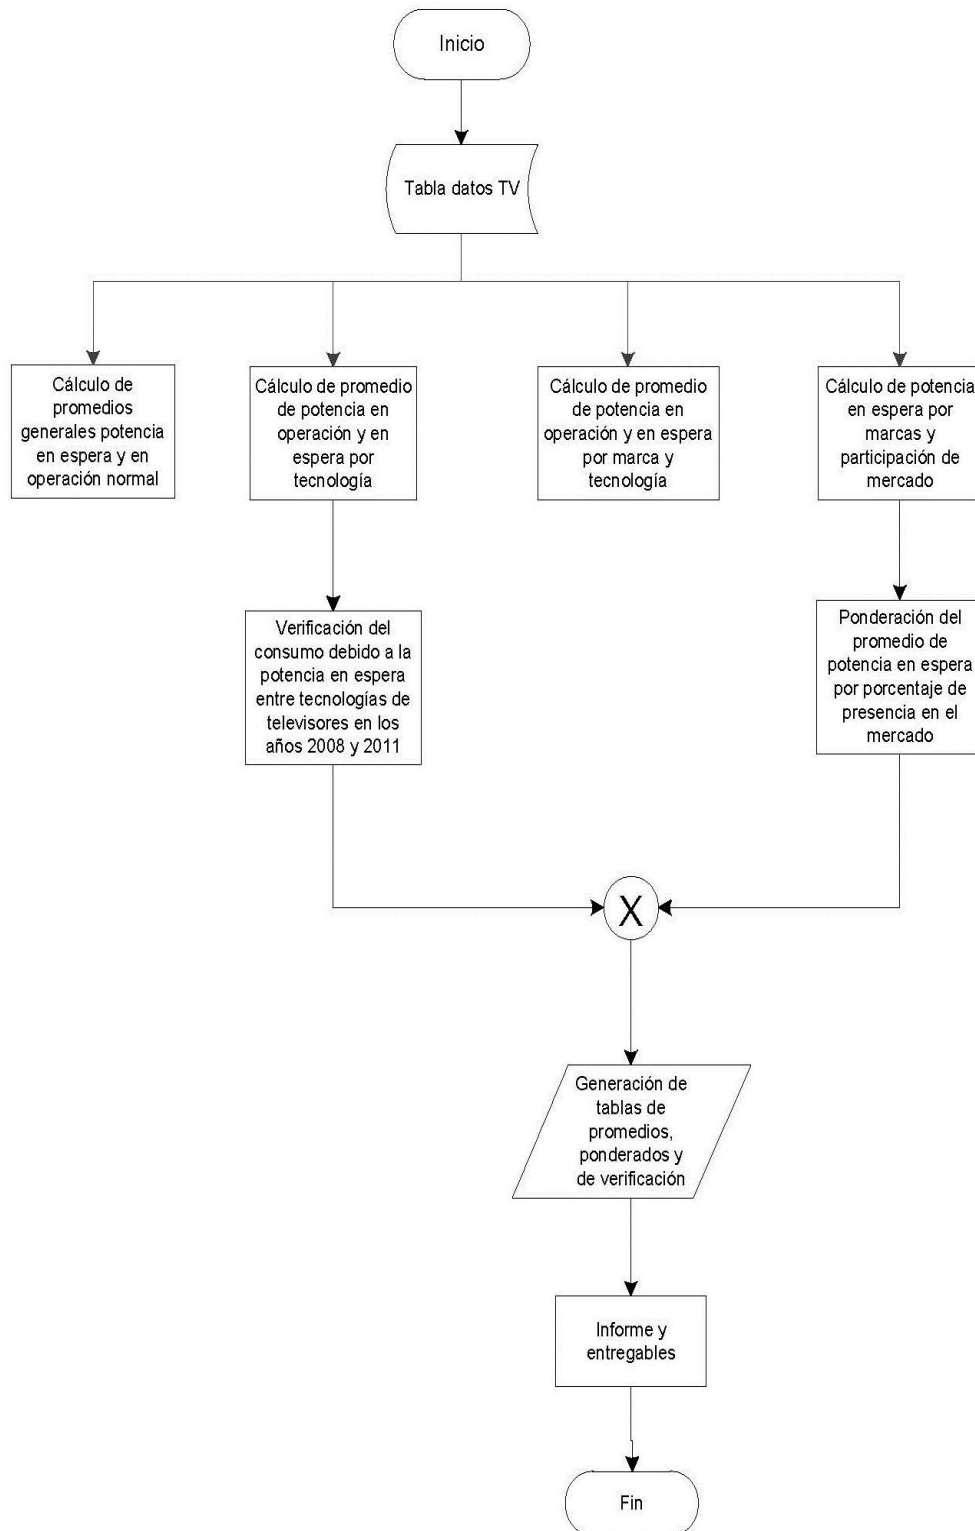 Inicio
Tabla datos TV
Cálculo de
promedios
generales potencia
en espera y en
operación normal
Cálculo de promedio
de potencia en
operación y en
espera por
tecnología
Cálculo de promedio
de potencia en
operación y en espera
por marca y
tecnología
Cálculo de potencia
en espera por
marcas y
participación de
mercado
Verificación del
consumo debido a la
potencia en espera
entre tecnologías de
televisores en los
años 2008 y 2011
Ponderación del
promedio de
potencia en espera
por porcentaje de
presencia en el
mercado
X
Generación de
tablas de
promedios,
ponderados y
de verificación
Informe y
entregables
Fin